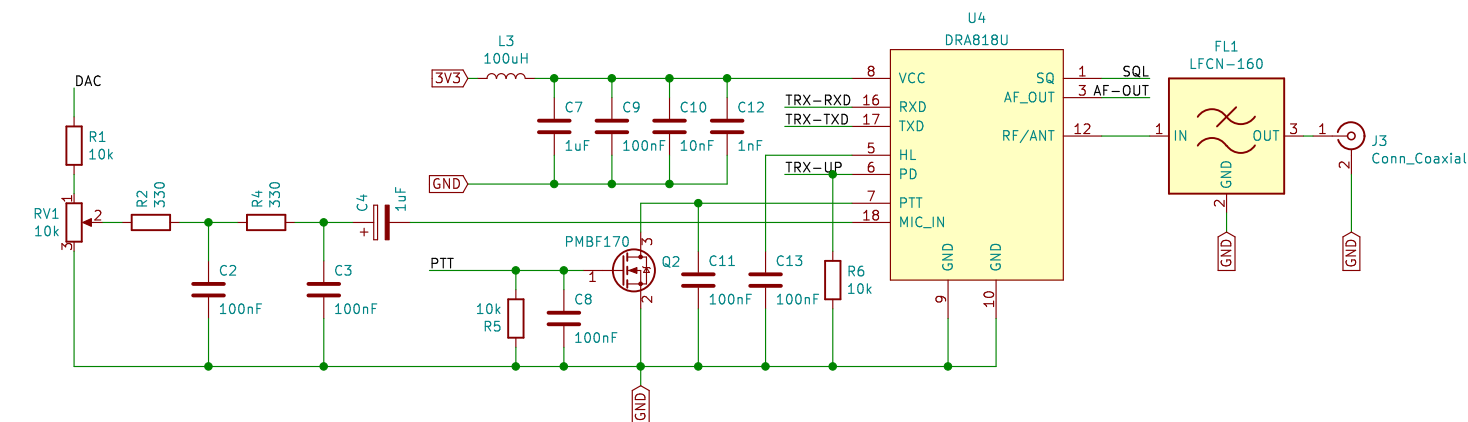 U4
DRA818U
L3
100uH
FL1
LFCN-160
DAC
3V3
8 VCC
SQ 1 SQL
AF_OUT 3 AF-OUT
TRX-RXD 16 RXD
TRX-TXD 17 TXD
C7
1uF
C9
100nF
C10
10nF
C12
1nF
RF/ANT 12
1 IN
OUT 3
GND
2
1
2
J3
Conn_Coaxial
R1
10k
5 HL
TRX-UP 6 PD
GND
7 PTT
18 MIC_IN
RV1
10k
1
2
3
R2
330
R4
330
C4
1uF
+
PMBF170
Q2
3
1
2
PTT
C2
100nF
C3
100nF
10k
R5
C8
100nF
C11
100nF
C13
100nF
R6
10k
GND
GND
9
10
GND
GND
GND